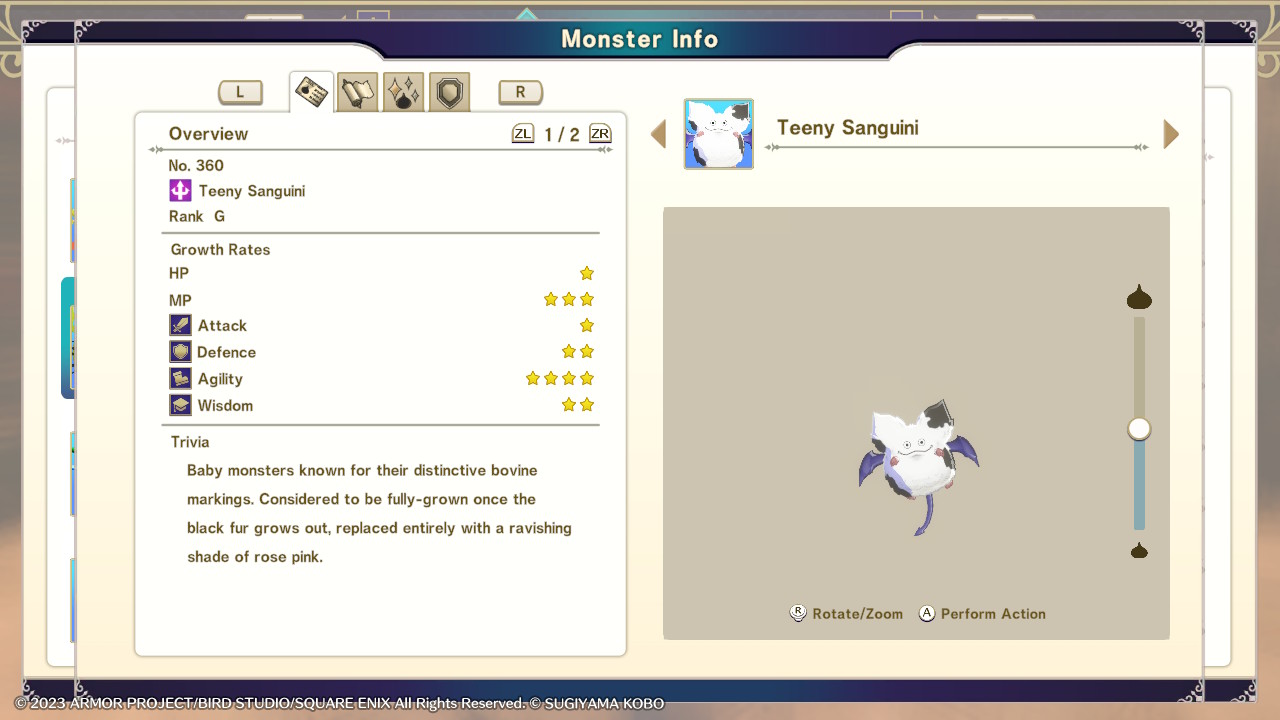 Monster Info
L
R
Overview
ZL 1 / 2 ZR
No. 360
Teeny Sanguini
Rank G
Growth Rates
HP
MP
Attack
Defence
Agility
Wisdom
Trivia
Baby monsters known for their distinctive bovine
markings. Considered to be fully-grown once the
black fur grows out, replaced entirely with a ravishing
shade of rose pink.
Teeny Sanguini
R Rotate/Zoom A Perform Action
© 2023 ARMOR PROJECT/BIRD STUDIO/SQUARE ENIX All Rights Reserved. © SUGIYAMA KOBO